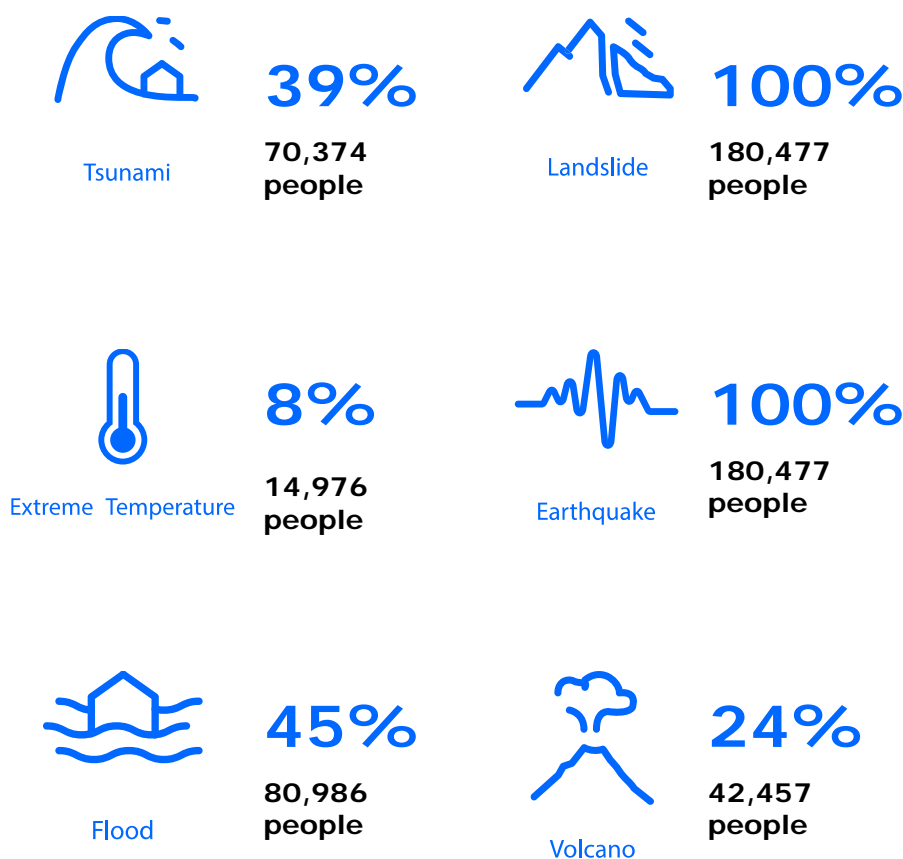 39%
70,374
people
Tsunami
100%
180,477
people
Landslide
8%
14,976
people
Extreme Temperature
100%
180,477
people
Earthquake
45%
80,986
people
Flood
24%
42,457
people
Volcano